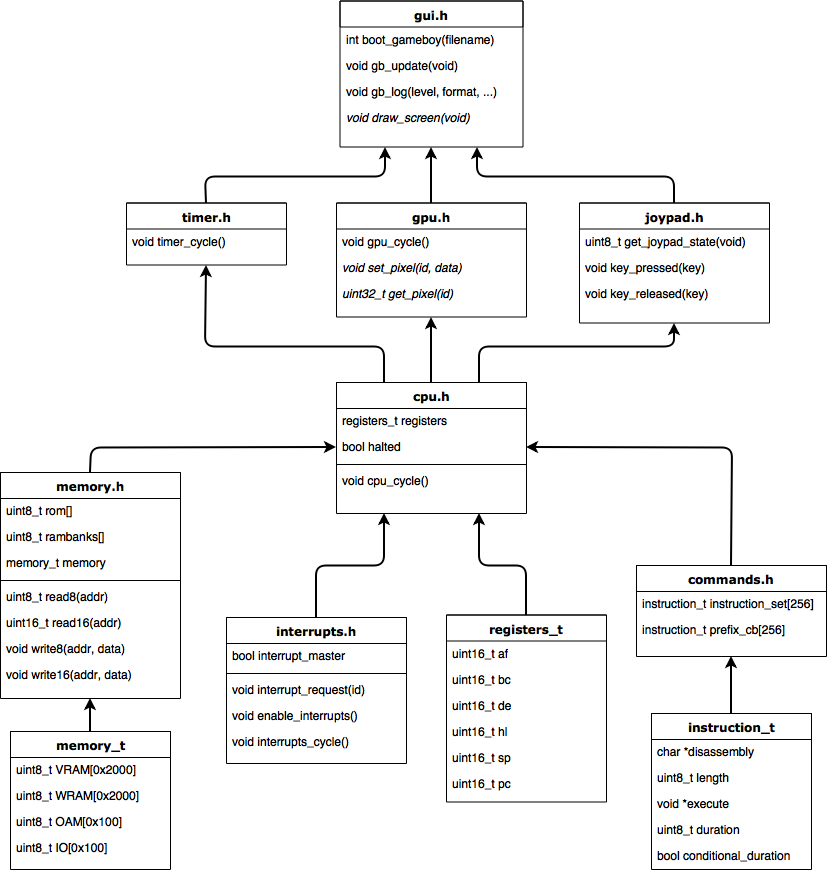 gui.h
int boot_gameboy(filename)
void gb_update(void)
void gb_log(level, format, ...)
void draw_screen(void)
timer.h
void timer_cycle()
gpu.h
void gpu_cycle()
void set_pixel(id, data)
uint32_t get_pixel(id)
joypad.h
uint8_t get_joypad_state(void)
void key_pressed(key)
void key_released(key)
cpu.h
registers_t registers
bool halted
void cpu_cycle()
memory.h
uint8_t rom[]
uint8_t rambanks[]
memory_t memory
uint8_t read8(addr)
uint16_t read16(addr)
void write8(addr, data)
void write16(addr, data)
interrupts.h
bool interrupt_master
void interrupt_request(id)
void enable_interrupts()
void interrupts_cycle()
registers_t
uint16_t af
uint16_t bc
uint16_t de
uint16_t hl
uint16_t sp
uint16_t pc
commands.h
instruction_t instruction_set[256]
instruction_t prefix_cb[256]
memory_t
uint8_t VRAM[0x2000]
uint8_t WRAM[0x2000]
uint8_t OAM[0x100]
uint8_t IO[0x100]
instruction_t
char *disassembly
uint8_t length
void *execute
uint8_t duration
bool conditional_duration